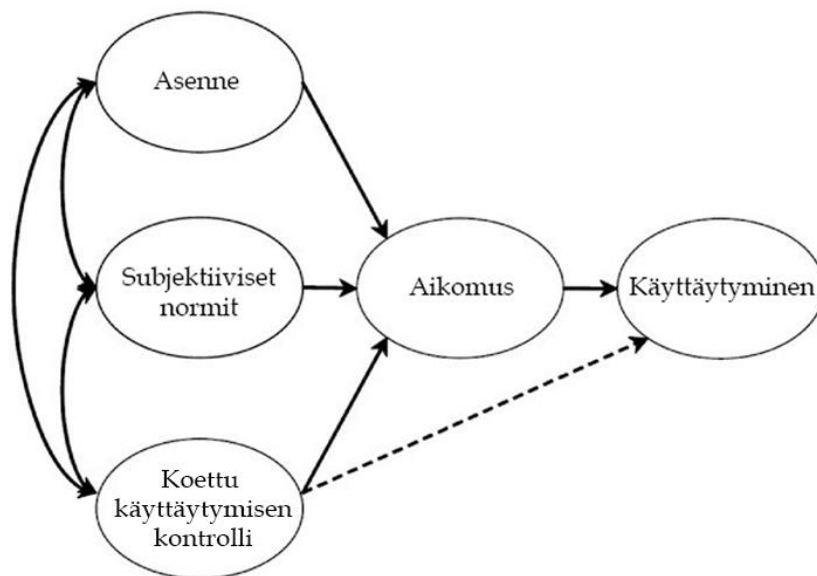 Asenne
Subjektiiviset
normit
Aikomus
Käyttäytyminen
Koettu
käyttäytymisen
kontrolli